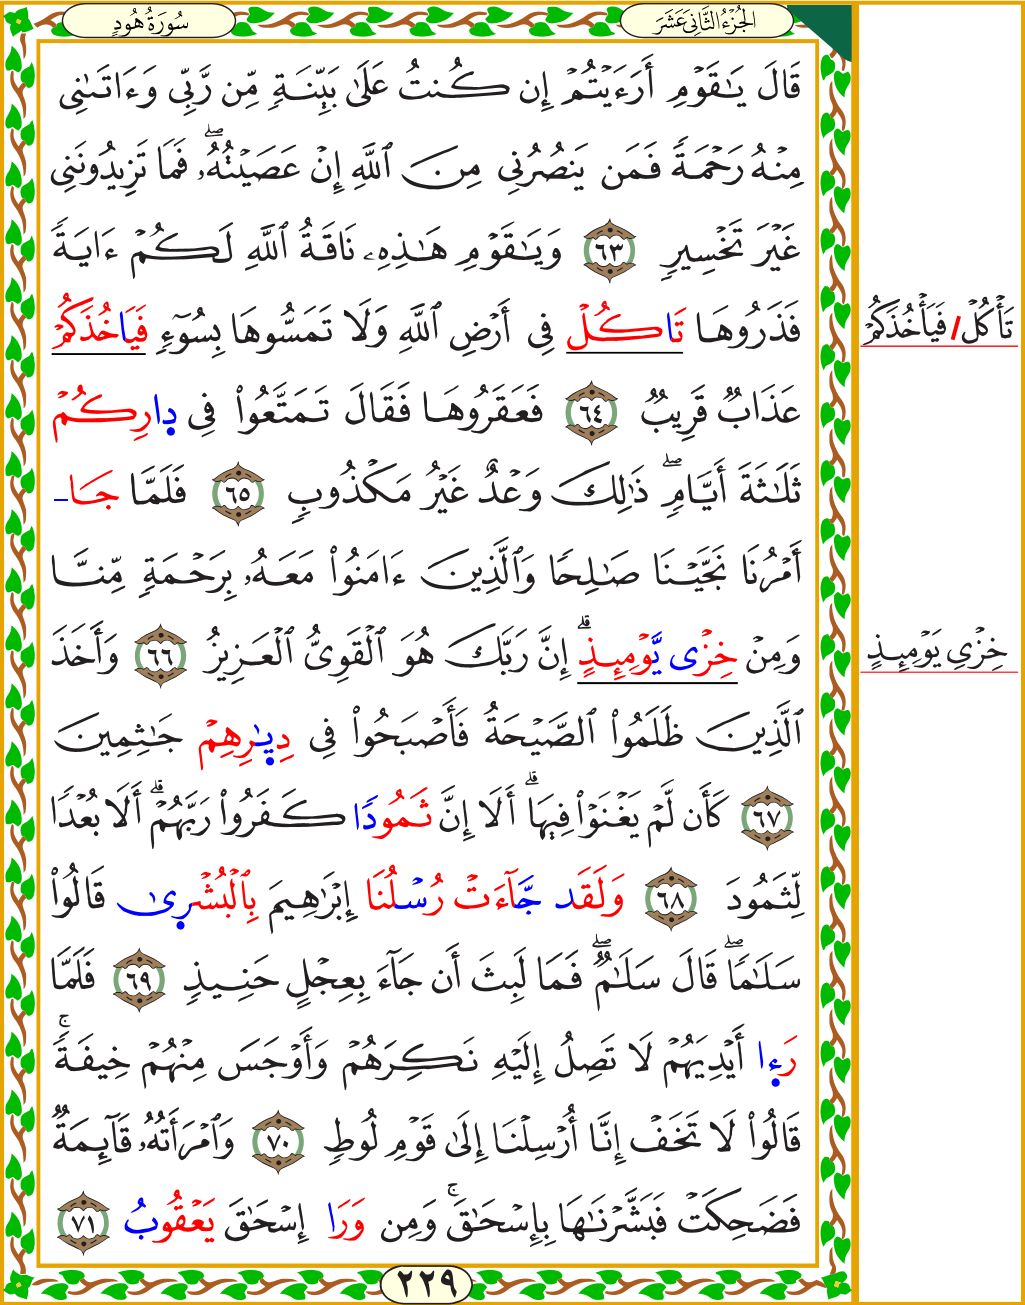 سُورَةُ هُودٍ
الجُزْءُ الثَّانِي عَشَرَ
قَالَ يَٰقَوْمِ أَرَءَيْتُمْ إِن كُنتُ عَلَىٰ بَيِّنَةٍ مِّن رَّبِّى وَءَاتَىٰنِى
مِنْهُ رَحْمَةً فَمَن يَنصُرُنِى مِنَ ٱللَّهِ إِنْ عَصَيْتُهُۥۖ فَمَا تَزِيدُونَنِى
غَيْرَ تَخْسِيرٍ ٦٣ وَيَٰقَوْمِ هَٰذِهِۦ نَاقَةُ ٱللَّهِ لَكُمْ ءَايَةً
فَذَرُوهَا تَاكُلْ فِى أَرْضِ ٱللَّهِ وَلَا تَمَسُّوهَا بِسُوٓءٍ فَيَاخُذَكُمْ
تَأْكُلْ/ فَيَأْخُذَكُمْ
عَذَابٌ قَرِيبٌ ٦٤ فَعَقَرُوهَا فَقَالَ تَمَتَّعُوا۟ فِى دِارِكُمْ
ثَلَٰثَةَ أَيَّامٍۖ ذَٰلِكَ وَعْدٌ غَيْرُ مَكْذُوبٍ ٦٥ فَلَمَّا جَا-
أَمْرُنَا نَجَّيْنَا صَٰلِحًا وَٱلَّذِينَ ءَامَنُوا۟ مَعَهُۥ بِرَحْمَةٍ مِّنَّا
وَمِنْ خِزْىِ يَّوْمِئِذٍۗ إِنَّ رَبَّكَ هُوَ ٱلْقَوِىُّ ٱلْعَزِيزُ ٦٦ وَأَخَذَ
خِزْىِ يَوْمِئِذٍ
ٱلَّذِينَ ظَلَمُوا۟ ٱلصَّيْحَةُ فَأَصْبَحُوا۟ فِى دِيَٰرِهِمْ جَٰثِمِينَ
٦٧ كَأَن لَّمْ يَغْنَوْا۟ فِيهَاۗ أَلَا إِنَّ ثَمُودًا كَفَرُوا۟ رَبَّهُمْۗ أَلَا بُعْدًا
لِّثَمُودَ ٦٨ وَلَقَد جَّآءَتْ رُسْلُنَا إِبْرَٰهِيمَ بِالْبُشْرِىٰ قَالُوا۟
سَلَٰمًاۖ قَالَ سَلَٰمٌۖ فَمَا لَبِثَ أَن جَآءَ بِعِجْلٍ حَنِيذٍ ٦٩ فَلَمَّا
رَءِا أَيْدِيَهُمْ لَا تَصِلُ إِلَيْهِ نَكِرَهُمْ وَأَوْجَسَ مِنْهُمْ خِيفَةًۚ
قَالُوا۟ لَا تَخَفْ إِنَّا أُرْسِلْنَا إِلَىٰ قَوْمِ لُوطٍ ٧٠ وَٱمْرَأَتُهُۥ قَآئِمَةٌ
فَضَحِكَتْ فَبَشَّرْنَٰهَا بِإِسْحَٰقَۚ وَمِن وَرَا إِسْحَٰقَ يَعْقُوبُ ٧١
٢٢٩